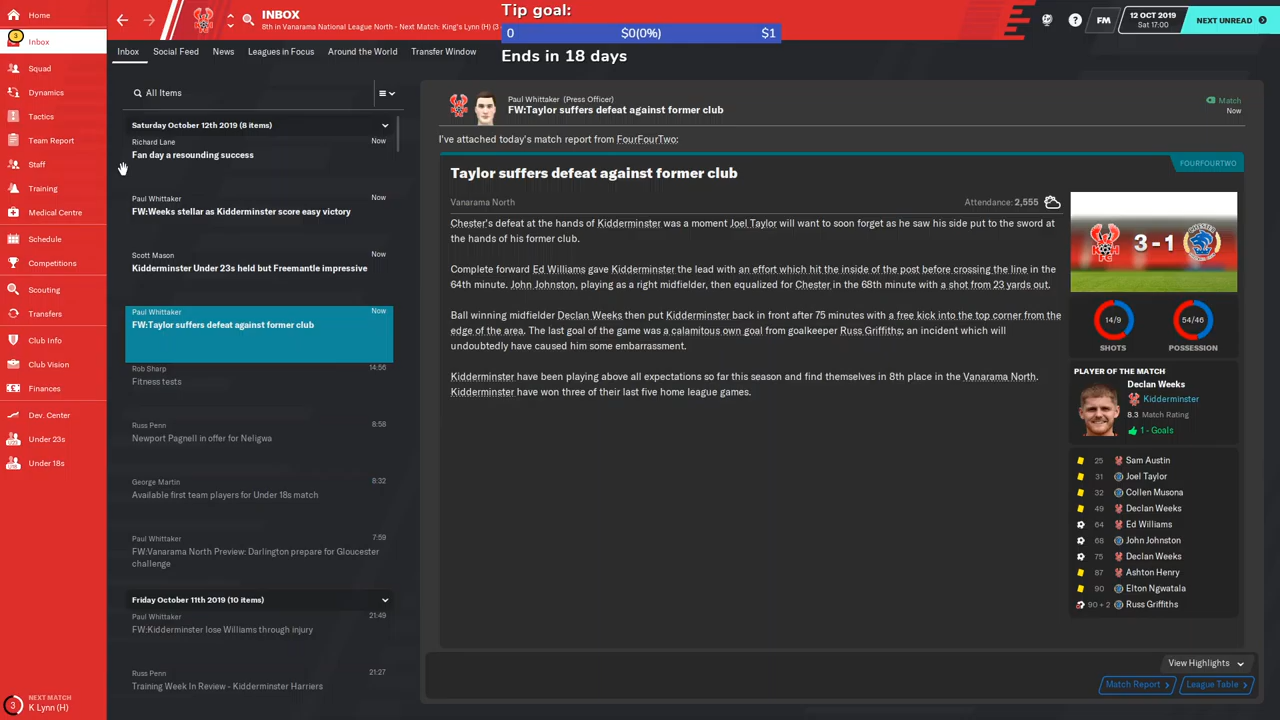 Home
3
Inbox
Squad
Dynamics
Tactics
Team Report
Staff
Training
Medical Centre
Schedule
Competitions
Scouting
Transfers
Club Info
Club Vision
Finances
Dev. Center
Under 23s
Under 18s
3
NEXT MATCH
K Lynn (H)
INBOX
8th in Vanarama National League North - Next Match: King's Lynn (H) (3
Tip goal:
0 $0(0%) $1
Ends in 18 days
FM
12 OCT 2019
Sat 17:00
NEXT UNREAD
Inbox Social Feed News Leagues in Focus Around the World Transfer Window
All Items
Saturday October 12th 2019 (8 items)
Richard Lane Now
Fan day a resounding success
Paul Whittaker Now
FW:Weeks stellar as Kidderminster score easy victory
Scott Mason Now
Kidderminster Under 23s held but Freemantle impressive
Paul Whittaker Now
FW:Taylor suffers defeat against former club
Rob Sharp 14:56
Fitness tests
Russ Penn 8:58
Newport Pagnell in offer for Neligwa
George Martin 8:32
Available first team players for Under 18s match
Paul Whittaker 7:59
FW:Vanarama North Preview: Darlington prepare for Gloucester
challenge
Friday October 11th 2019 (10 items)
Paul Whittaker 21:49
FW:Kidderminster lose Williams through injury
Russ Penn 21:27
Training Week In Review - Kidderminster Harriers
Paul Whittaker (Press Officer)
FW:Taylor suffers defeat against former club
Match
Now
I've attached today's match report from FourFourTwo:
FOURFOURTWO
Taylor suffers defeat against former club
Vanarama North Attendance: 2,555
Chester's defeat at the hands of Kidderminster was a moment Joel Taylor will want to soon forget as he saw his side put to the sword
at the hands of his former club.
Complete forward Ed Williams gave Kidderminster the lead with an effort which hit the inside of the post before crossing the line in the
64th minute. John Johnston, playing as a right midfielder, then equalized for Chester in the 68th minute with a shot from 23 yards out.
Ball winning midfielder Declan Weeks then put Kidderminster back in front after 75 minutes with a free kick into the top corner from the
edge of the area. The last goal of the game was a calamitous own goal from goalkeeper Russ Griffiths; an incident which will
undoubtedly have caused him some embarrassment.
Kidderminster have been playing above all expectations so far this season and find themselves in 8th place in the Vanarama North.
Kidderminster have won three of their last five home league games.
3 - 1
14/9
SHOTS
54/46
POSSESSION
PLAYER OF THE MATCH
Declan Weeks
Kidderminster
8.3 Match Rating
1 - Goals
25 Sam Austin
31 Joel Taylor
32 Collen Musona
49 Declan Weeks
64 Ed Williams
68 John Johnston
75 Declan Weeks
87 Ashton Henry
90 Elton Ngwatala
90 + 2 Russ Griffiths
View Highlights
Match Report
League Table